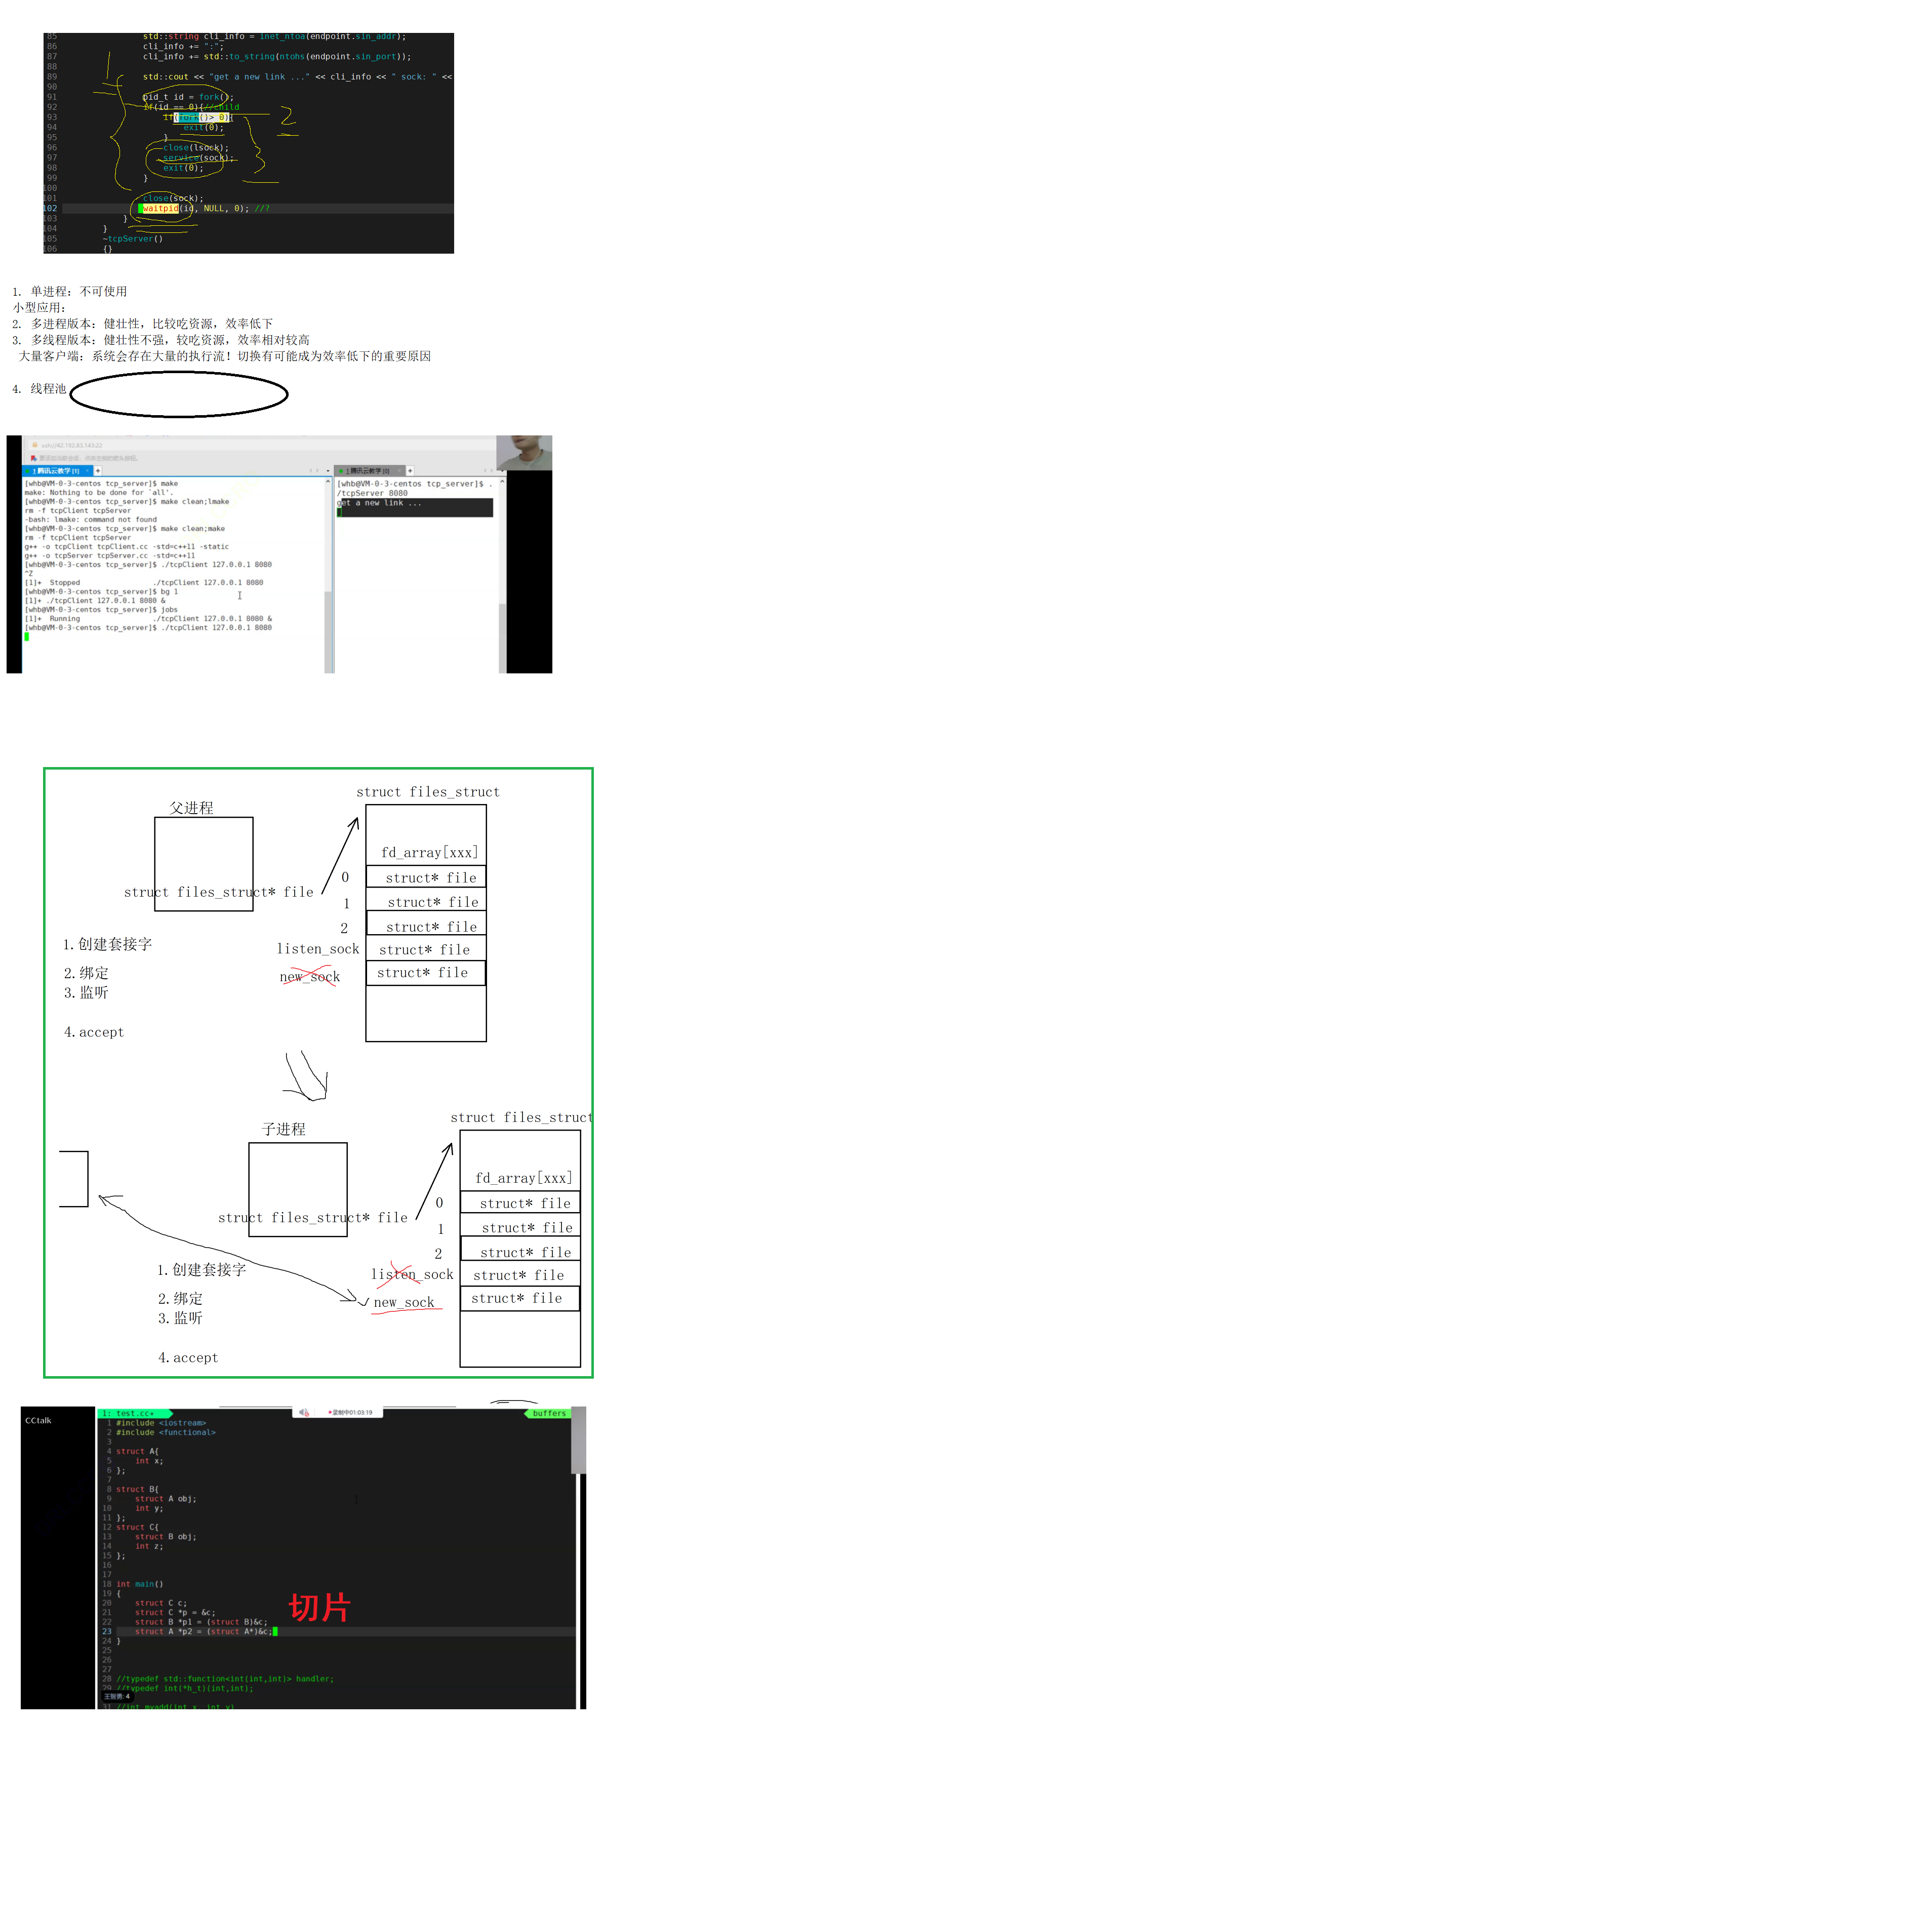 85 std::string cli_info = inet_ntoa(endpoint.sin_addr);
86 cli_info += ":";
87 cli_info += std::to_string(ntohs(endpoint.sin_port));
88
89 std::cout << "get a new link ..." << cli_info << " sock: " <<
90
91 pid_t id = fork();
92 if(id == 0){//child
93 if(fork()> 0){
94 exit(0);
95 }
96 close(lsock);
97 service(sock);
98 exit(0);
99 }
100
101 close(sock);
102 waitpid(id, NULL, 0); //?
103 }
104 }
105 ~tcpServer()
106 {}
1
2
3
1. 单进程: 不可使用
小型应用:
2. 多进程版本: 健壮性, 比较吃资源, 效率低下
3. 多线程版本: 健壮性不强, 较吃资源, 效率相对较高
大量客户端: 系统会存在大量的执行流! 切换有可能成为效率低下的重要原因
4. 线程池
1 腾讯云教学 [1]
[whb@VM-0-3-centos tcp_server]$ make
make: Nothing to be done for `all'.
[whb@VM-0-3-centos tcp_server]$ make clean;lmake
rm -f tcpClient tcpServer
-bash: lmake: command not found
[whb@VM-0-3-centos tcp_server]$ make clean;make
rm -f tcpClient tcpServer
g++ -o tcpClient tcpClient.cc -std=c++11 -static
g++ -o tcpServer tcpServer.cc -std=c++11
[whb@VM-0-3-centos tcp_server]$ ./tcpClient 127.0.0.1 8080
^Z
[1]+ Stopped ./tcpClient 127.0.0.1 8080
[whb@VM-0-3-centos tcp_server]$ bg 1
[1]+ ./tcpClient 127.0.0.1 8080 &
[whb@VM-0-3-centos tcp_server]$ jobs
[1]+ Running ./tcpClient 127.0.0.1 8080 &
[whb@VM-0-3-centos tcp_server]$ ./tcpClient 127.0.0.1 8080
1 腾讯云教学 [2]
[whb@VM-0-3-centos tcp_server]$ .
/tcpServer 8080
get a new link ...
父进程
struct files_struct* file
struct files_struct
fd_array[xxx]
0 struct* file
1 struct* file
2 struct* file
listen_sock struct* file
new_sock struct* file
1.创建套接字
2.绑定
3.监听
4.accept
子进程
struct files_struct* file
struct files_struct
fd_array[xxx]
0 struct* file
1 struct* file
2 struct* file
listen_sock struct* file
new_sock struct* file
1.创建套接字
2.绑定
3.监听
4.accept
CCtalk
录制中01:03:19
1: test.cc+
buffers
1 #include <iostream>
2 #include <functional>
3
4 struct A{
5 int x;
6 };
7
8 struct B{
9 struct A obj;
10 int y;
11 };
12 struct C{
13 struct B obj;
14 int z;
15 };
16
17
18 int main()
19 {
20 struct C c;
21 struct C *p = &c;
22 struct B *p1 = (struct B)&c;
23 struct A *p2 = (struct A*)&c;
24 }
25
26
27
28 //typedef std::function<int(int,int)> handler;
29 //typedef int(*h_t)(int,int);
31 //int myadd(int x, int y)
切片